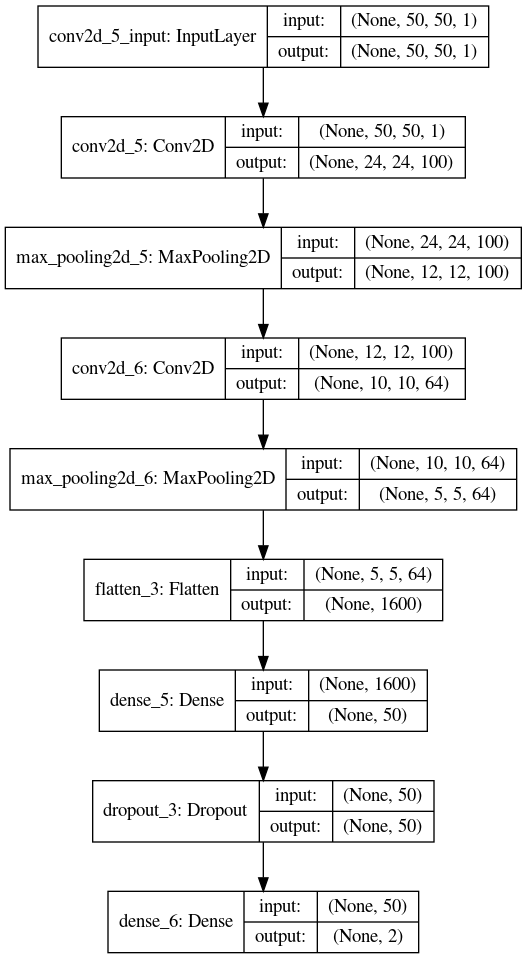 conv2d_5_input: InputLayer
input: (None, 50, 50, 1)
output: (None, 50, 50, 1)
conv2d_5: Conv2D
input: (None, 50, 50, 1)
output: (None, 24, 24, 100)
max_pooling2d_5: MaxPooling2D
input: (None, 24, 24, 100)
output: (None, 12, 12, 100)
conv2d_6: Conv2D
input: (None, 12, 12, 100)
output: (None, 10, 10, 64)
max_pooling2d_6: MaxPooling2D
input: (None, 10, 10, 64)
output: (None, 5, 5, 64)
flatten_3: Flatten
input: (None, 5, 5, 64)
output: (None, 1600)
dense_5: Dense
input: (None, 1600)
output: (None, 50)
dropout_3: Dropout
input: (None, 50)
output: (None, 50)
dense_6: Dense
input: (None, 50)
output: (None, 2)